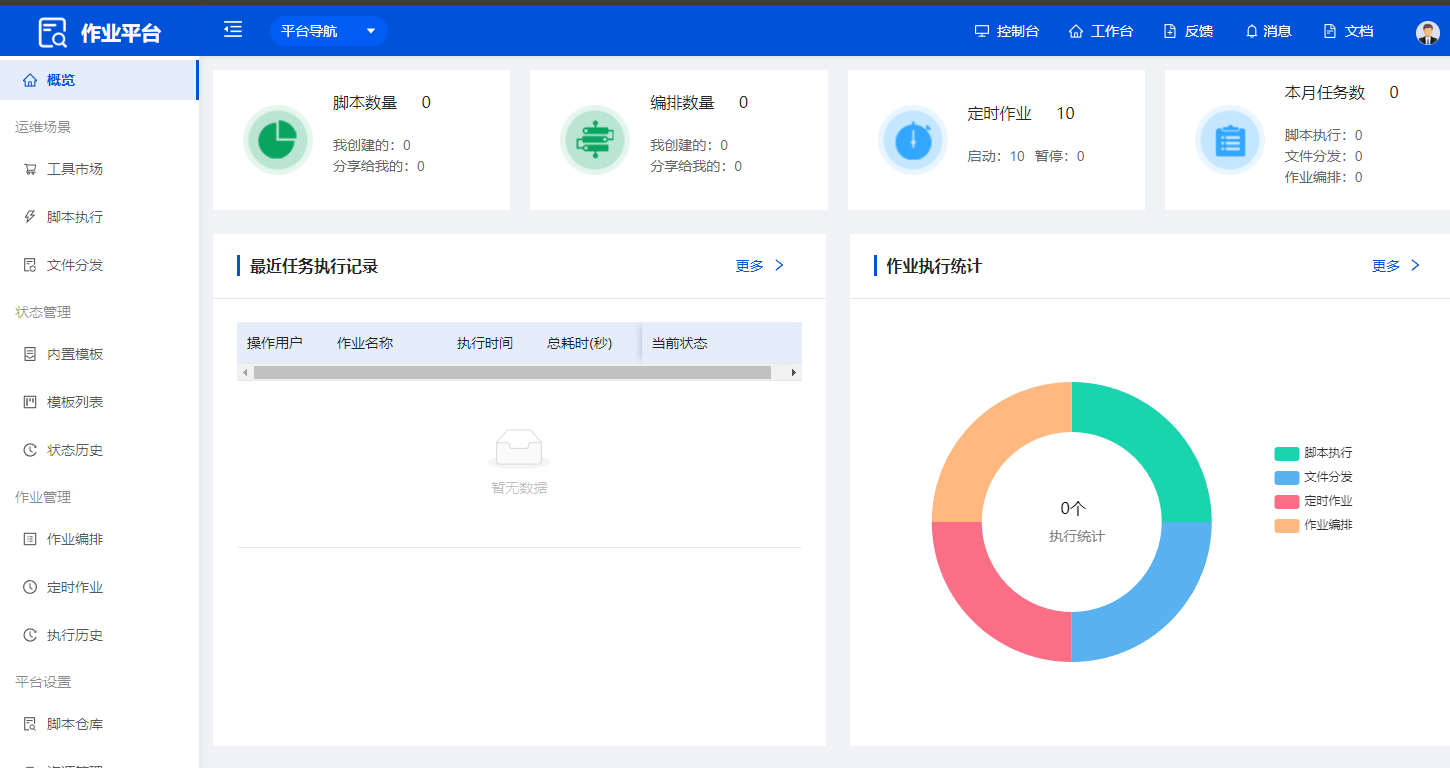 作业平台
平台导航
控制台
工作台
反馈
消息
文档
概览
运维场景
工具市场
脚本执行
文件分发
状态管理
内置模板
模板列表
状态历史
作业管理
作业编排
定时作业
执行历史
平台设置
脚本仓库
脚本数量 0
我创建的：0
分享给我的：0
编排数量 0
我创建的：0
分享给我的：0
定时作业 10
启动：10 暂停：0
本月任务数 0
脚本执行：0
文件分发：0
作业编排：0
最近任务执行记录
更多
操作用户 作业名称 执行时间 总耗时(秒) 当前状态
暂无数据
作业执行统计
更多
0个
执行统计
脚本执行
文件分发
定时作业
作业编排